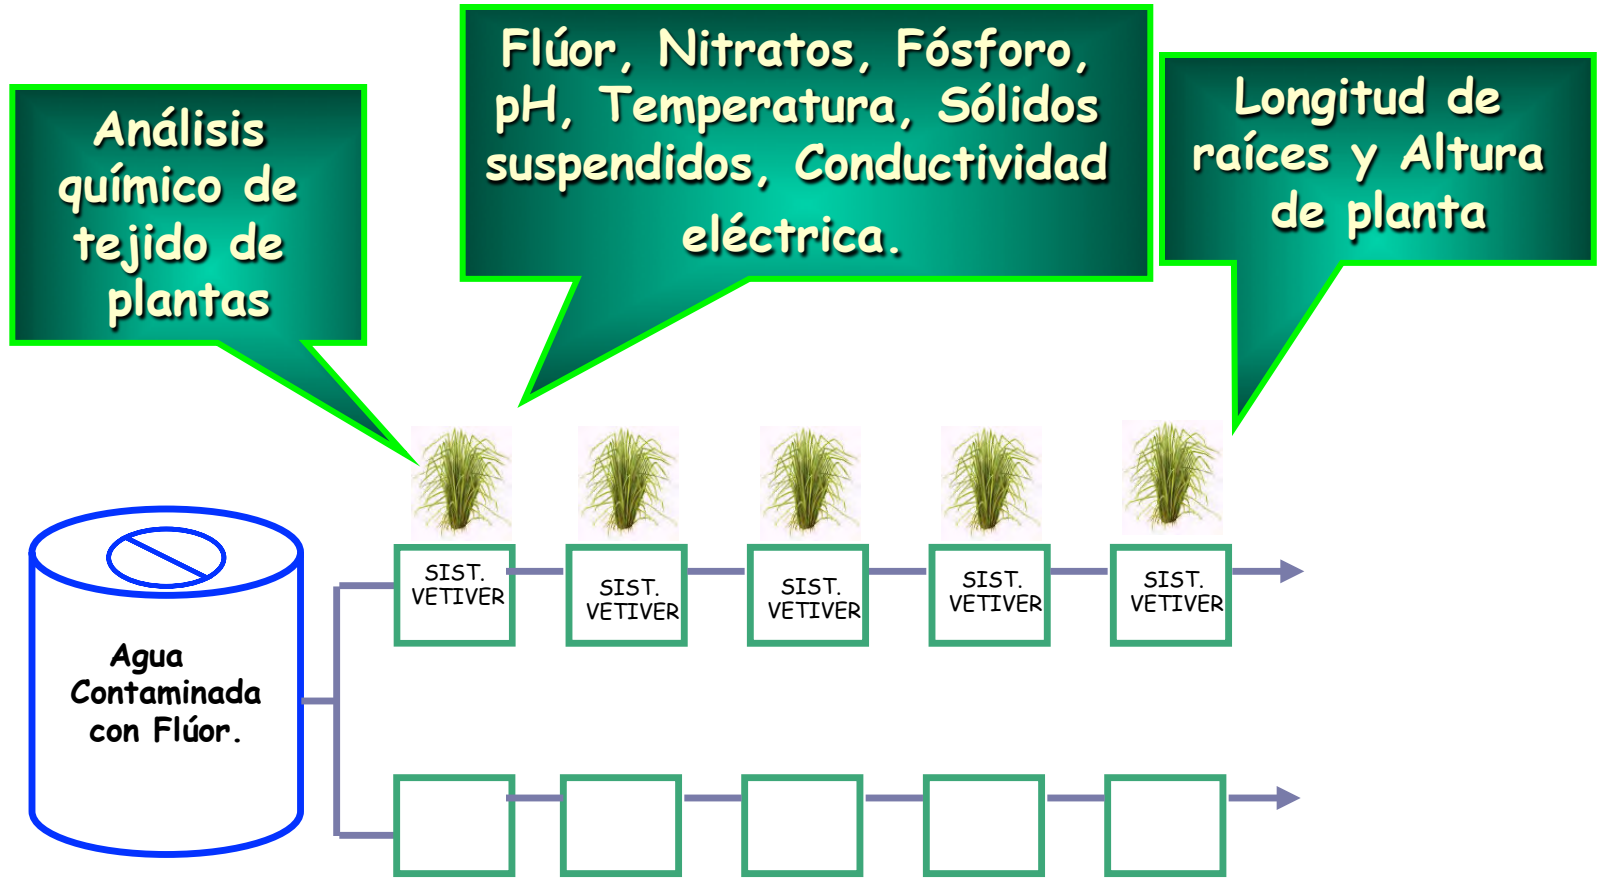 Análisis
químico de
tejido de
plantas
Flúor, Nitratos, Fósforo,
pH, Temperatura, Sólidos
suspendidos, Conductividad
eléctrica.
Longitud de
raíces y Altura
de planta
SIST.
VETIVER
SIST.
VETIVER
SIST.
VETIVER
SIST.
VETIVER
SIST.
VETIVER
Agua
Contaminada
con Flúor.